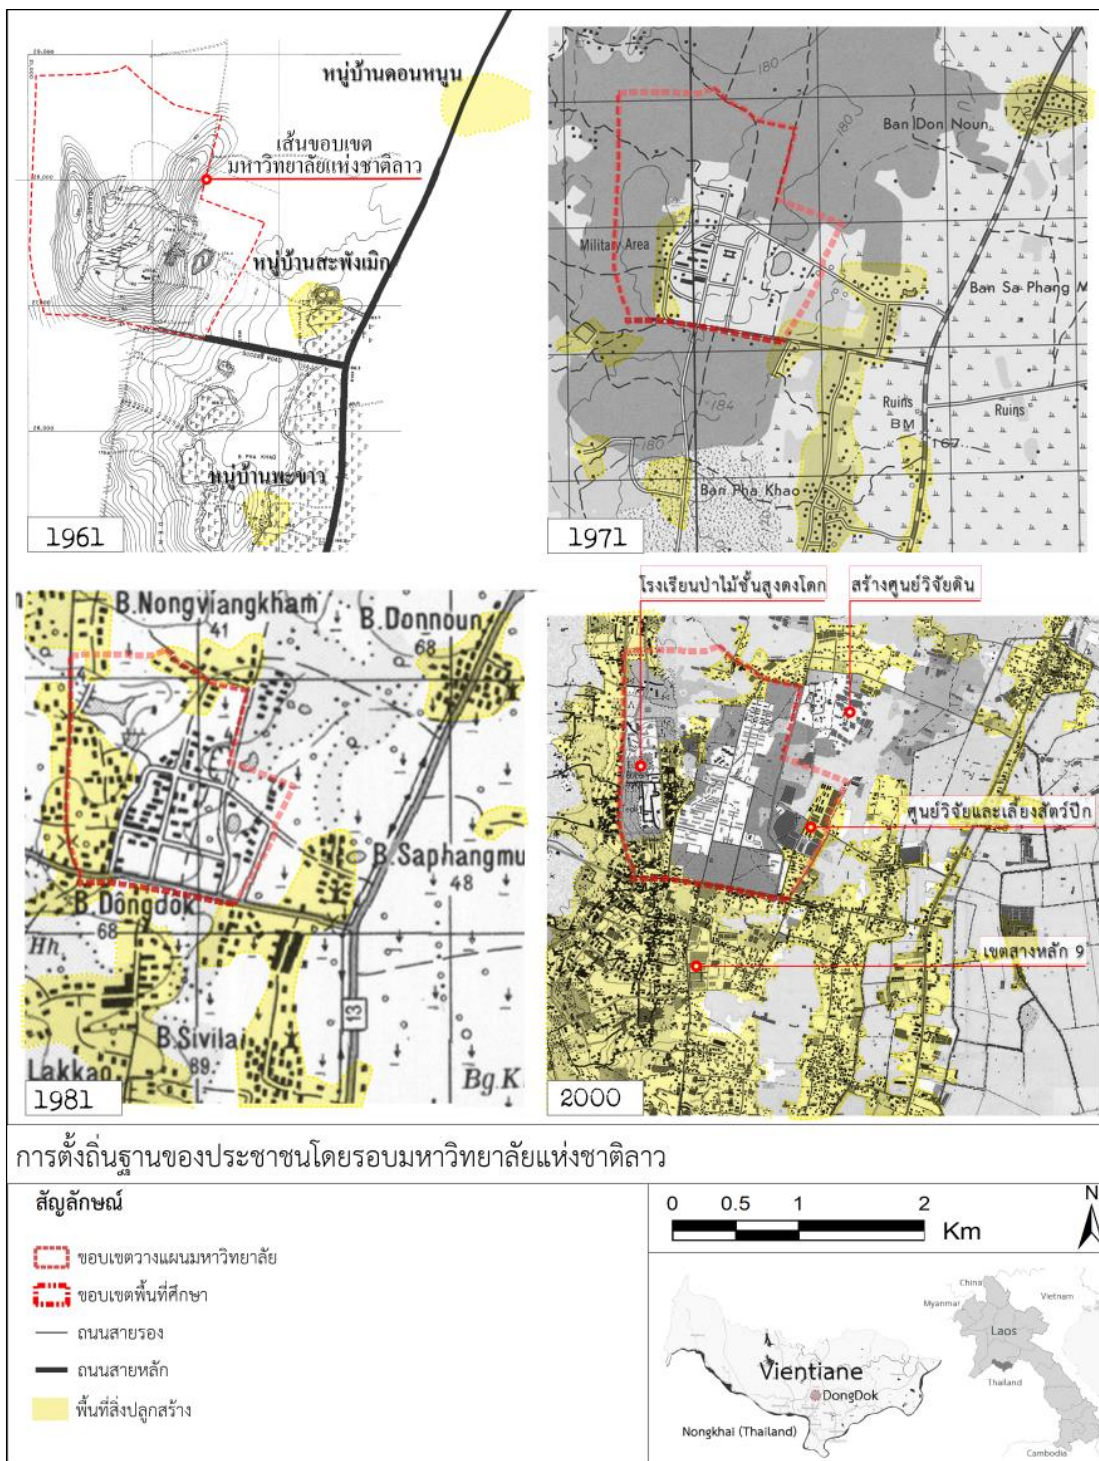 หมู่บ้านดอนหนูน
เส้นขอบเขต
มหาวิทยาลัยแห่งชาติลาว
หมู่บ้านสะพังเมิก
B. PHA KHAO
หมู่บ้านพะขาว
1961
180
180
Ban Don Noun
Military Area
Ban Sa Phang M
184
Ruins
BM
Ruins
167
180
Ban Pha Khao
1971
B.Nongviangkham
41
B.Donnoun
68
B.Saphangmu
48
B.Dongdok
68
Hh
13
B.Sivilai
89.
Lakkao
Bg.K
1981
โรงเรียนป่าไม้ชั้นสูงดงโดก
สร้างศูนย์วิจัยดิน
ศูนย์วิจัยและเลี้ยงสัตว์ปีก
เขตสางหลัก 9
2000
การตั้งถิ่นฐานของประชาชนโดยรอบมหาวิทยาลัยแห่งชาติลาว
สัญลักษณ์
ขอบเขตวางแผนมหาวิทยาลัย
ขอบเขตพื้นที่ศึกษา
ถนนสายรอง
ถนนสายหลัก
พื้นที่สิ่งปลูกสร้าง
0 0.5 1 2
Km
N
Vientiane
DongDok
Nongkhai (Thailand)
China
Myanmar
Vietnam
Laos
Thailand
Cambodia